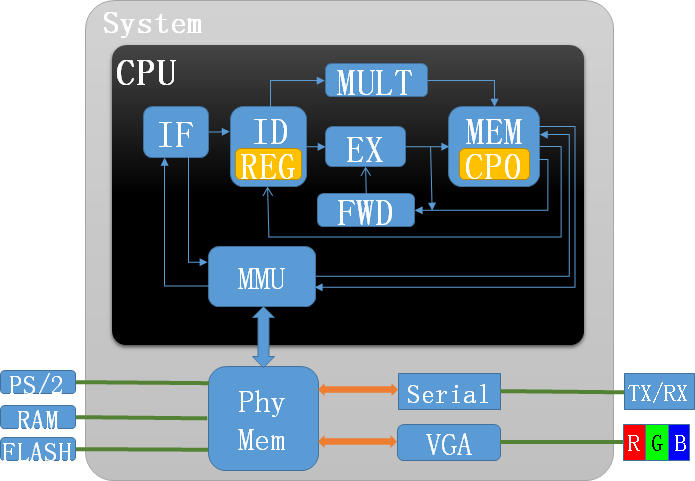 System
CPU
MULT
IF
ID
REG
EX
MEM
CPO
FWD
MMU
PS/2
RAM
FLASH
Phy
Mem
Serial
VGA
TX/RX
R G B